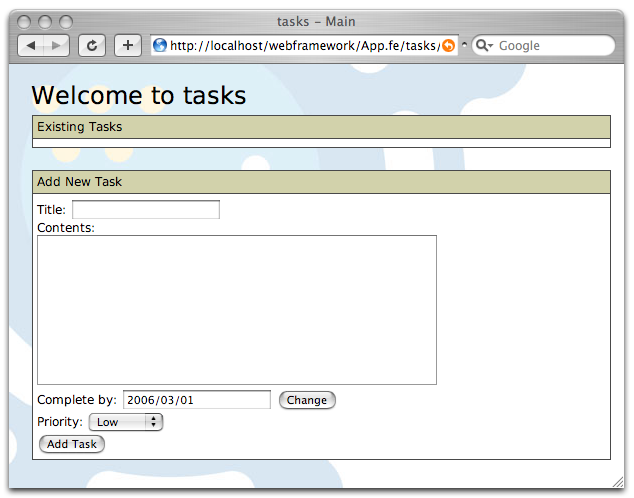 tasks – Main
http://localhost/webframework/App.fe/tasks/ Google
Welcome to tasks
Existing Tasks
Add New Task
Title:
Contents:
Complete by: 2006/03/01 Change
Priority: Low
Add Task